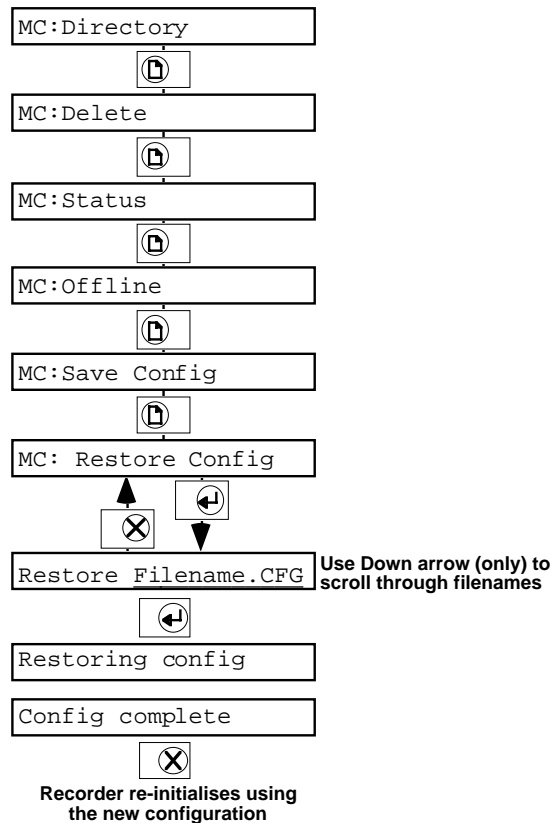 MC:Directory
MC:Delete
MC:Status
MC:Offline
MC:Save Config
MC: Restore Config
Restore Filename.CFG
Use Down arrow (only) to
scroll through filenames
Restoring config
Config complete
Recorder re-initialises using
the new configuration